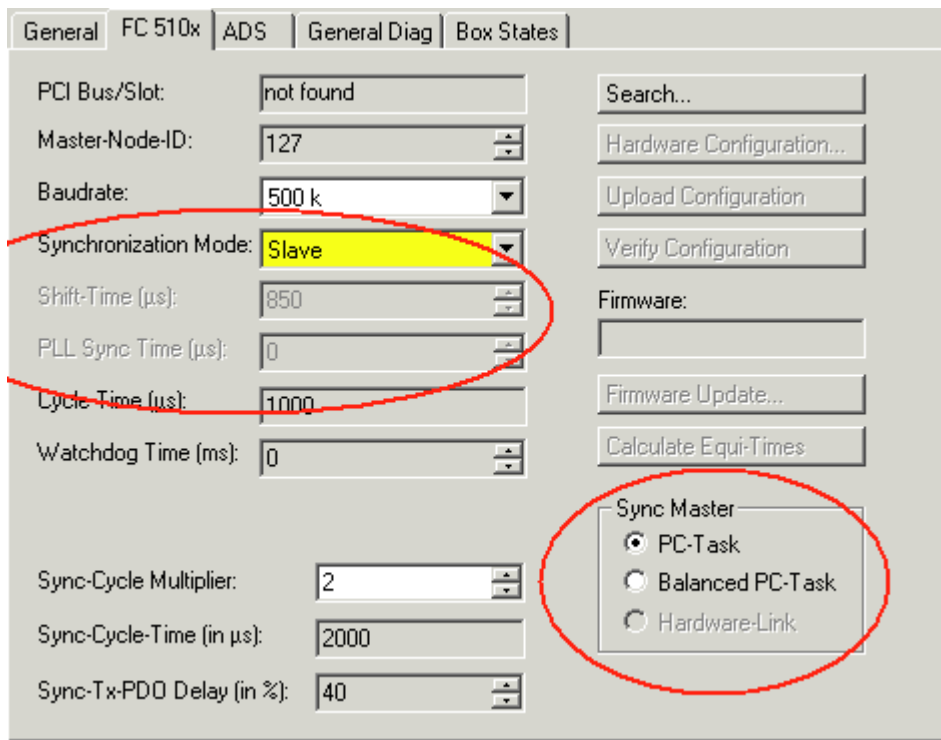 General FC 510x ADS General Diag Box States
PCI Bus/Slot: not found Search...
Master-Node-ID: 127 Hardware Configuration...
Baudrate: 500 k Upload Configuration
Synchronization Mode: Slave Verify Configuration
Shift-Time (µs): 850 Firmware:
PLL Sync Time (µs): 0
Cycle-Time (µs): 1000 Firmware Update...
Watchdog Time (ms): 0 Calculate Equi-Times
Sync Master
PC-Task
Sync-Cycle Multiplier: 2 Balanced PC-Task
Sync-Cycle-Time (in µs): 2000 Hardware-Link
Sync-Tx-PDO Delay (in %): 40